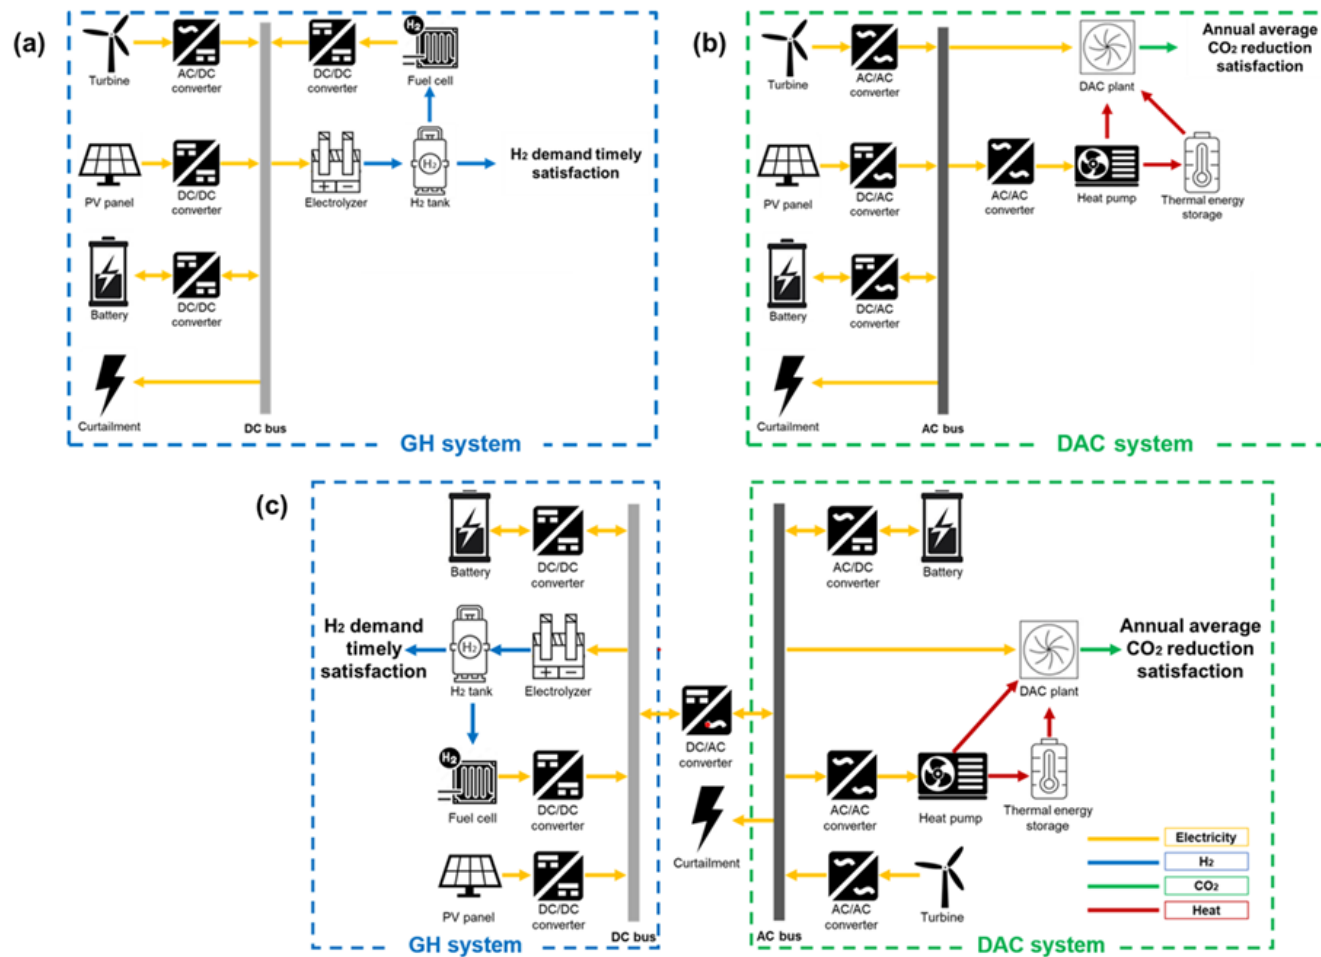 (a)
H₂
Turbine
AC/DC
converter
DC/DC
converter
Fuel cell
PV panel
DC/DC
converter
+ −
Electrolyzer
H₂
H₂ tank
H₂ demand timely
satisfaction
Battery
DC/DC
converter
Curtailment
DC bus
GH system
(b)
Turbine
AC/AC
converter
DAC plant
Annual average
CO₂ reduction
satisfaction
PV panel
DC/AC
converter
AC/AC
converter
Heat pump
Thermal energy
storage
Battery
DC/AC
converter
Curtailment
AC bus
DAC system
(c)
Battery
DC/DC
converter
H₂ demand
timely
satisfaction
H₂
H₂ tank
+ −
Electrolyzer
H₂
Fuel cell
DC/DC
converter
PV panel
DC/DC
converter
DC bus
GH system
DC/AC
converter
Curtailment
AC/DC
converter
Battery
DAC plant
Annual average
CO₂ reduction
satisfaction
AC/AC
converter
Heat pump
Thermal energy
storage
AC/AC
converter
Turbine
AC bus
DAC system
Electricity
H₂
CO₂
Heat